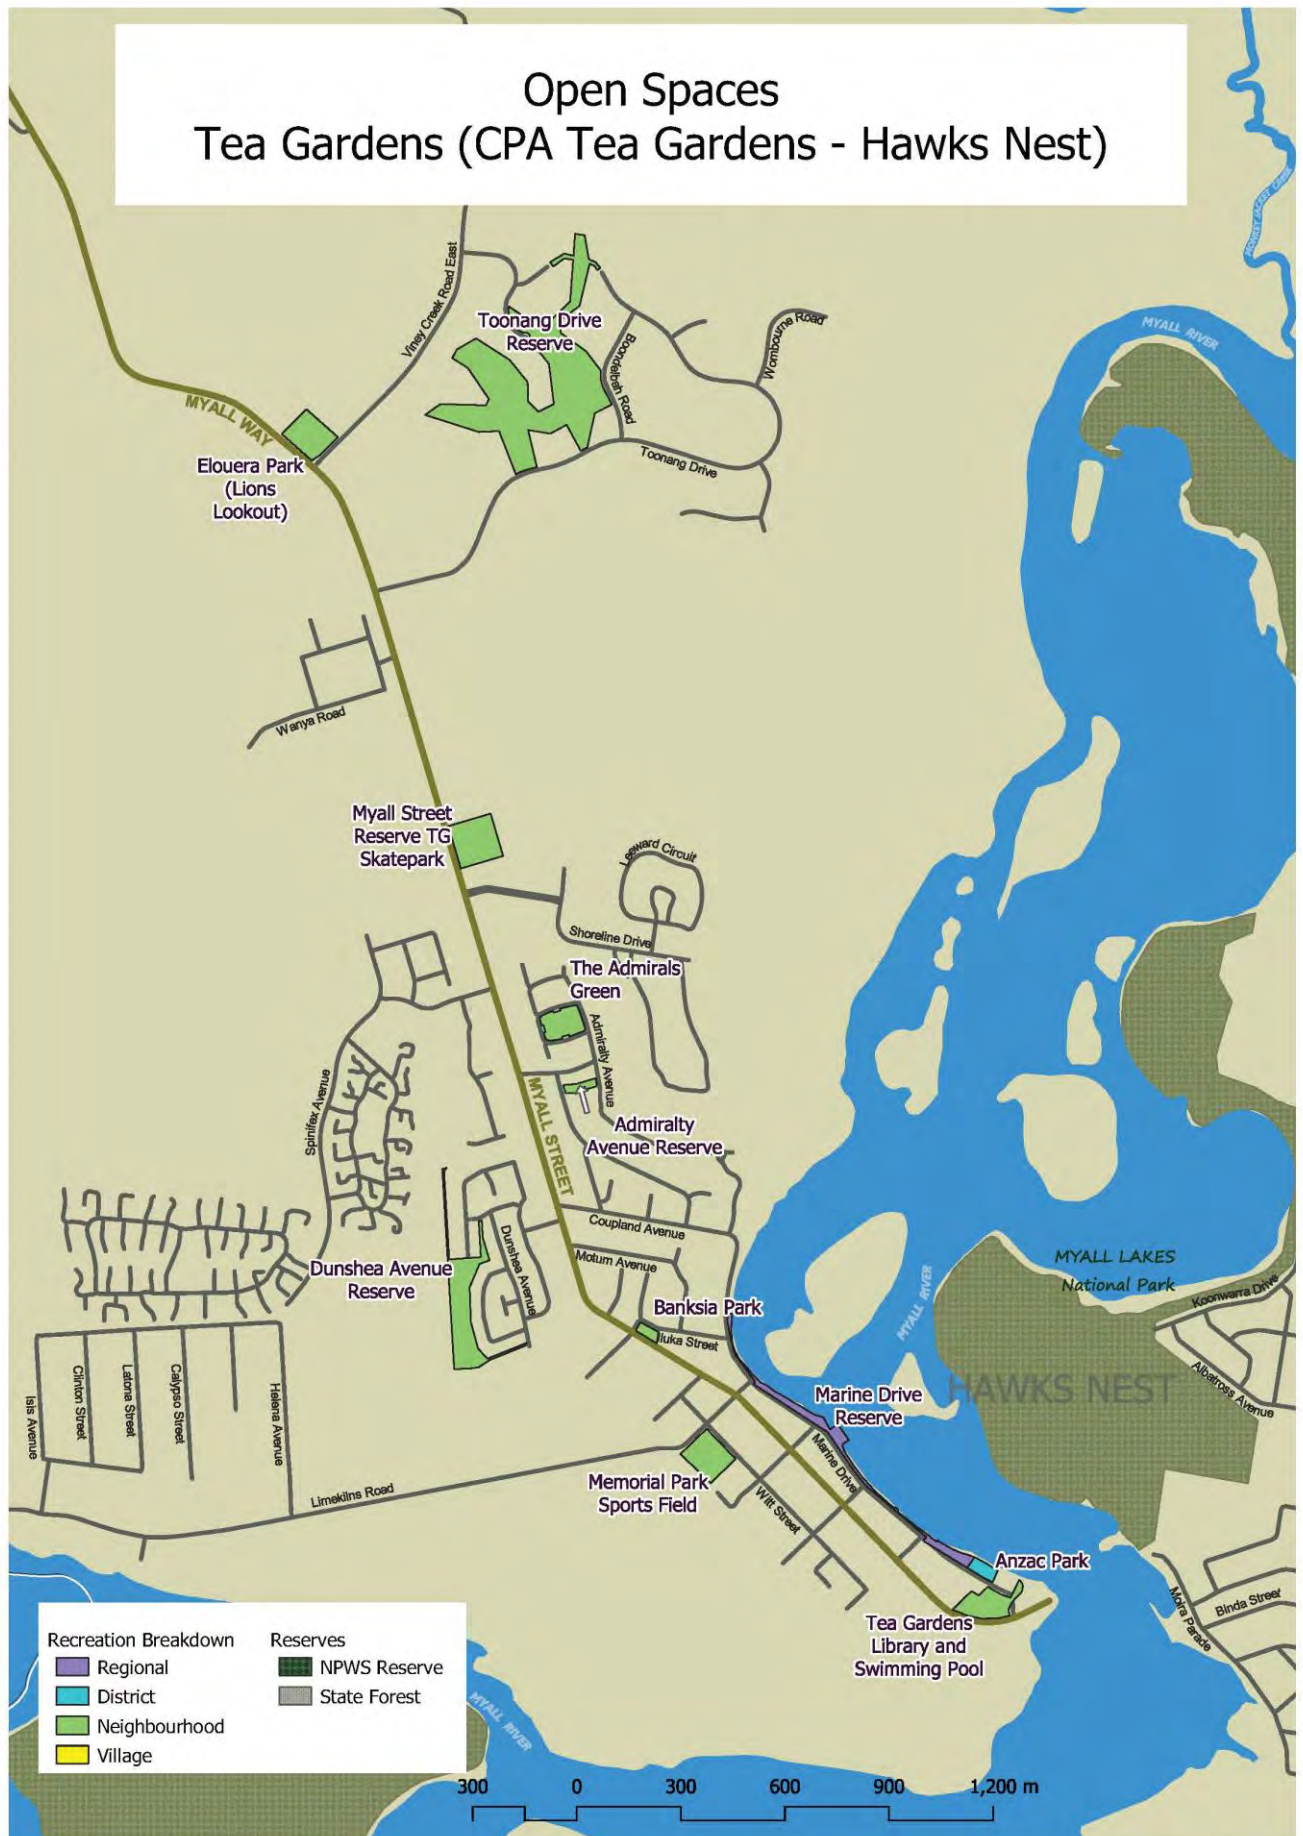 Open Spaces
Tea Gardens (CPA Tea Gardens - Hawks Nest)
MONKEY JACKET CREEK
MYALL RIVER
Viney Creek Road East
Toonang Drive
Reserve
Boondelbah Road
Wombourne Road
Toonang Drive
MYALL WAY
Elouera Park
(Lions
Lookout)
Wanya Road
Myall Street
Reserve TG
Skatepark
Leeward Circuit
Shoreline Drive
The Admirals
Green
Admiralty Avenue
MYALL STREET
Admiralty
Avenue Reserve
Spinifex Avenue
Coupland Avenue
Motum Avenue
Dunshea Avenue
Dunshea Avenue
Reserve
Banksia Park
iluka Street
MYALL RIVER
MYALL LAKES
National Park
Koonwarra Drive
Albatross Avenue
HAWKS NEST
Marine Drive
Reserve
Marine Drive
Isis Avenue
Clinton Street
Latona Street
Calypso Street
Helena Avenue
Limekilns Road
Memorial Park
Sports Field
Witt Street
Anzac Park
Tea Gardens
Library and
Swimming Pool
Moira Parade
Binda Street
MYALL RIVER
Recreation Breakdown
Regional
District
Neighbourhood
Village
Reserves
NPWS Reserve
State Forest
300 0 300 600 900 1,200 m